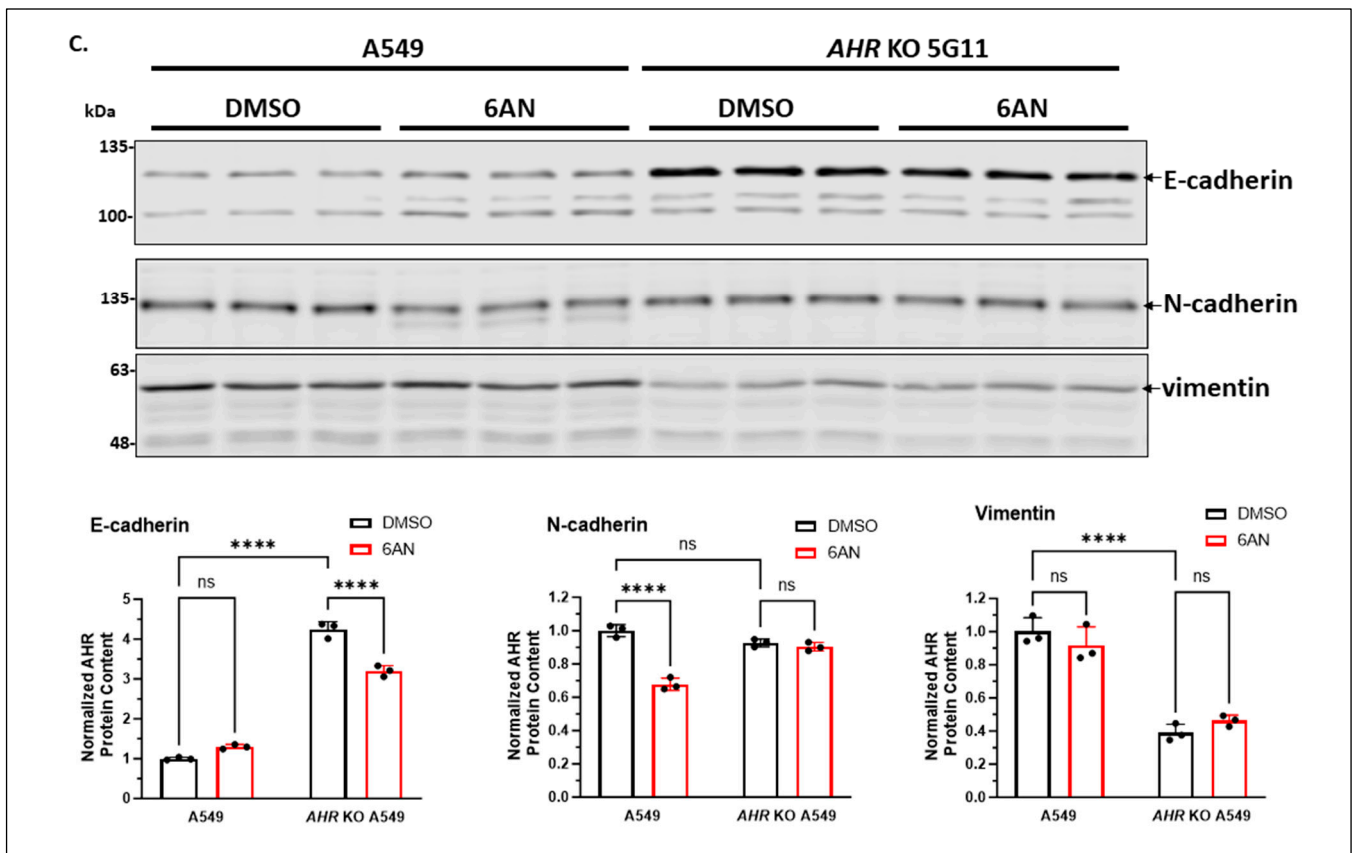 C.
A549 AHR KO 5G11
kDa DMSO 6AN DMSO 6AN
135-
E-cadherin
100-
135-
N-cadherin
63-
vimentin
48-
E-cadherin
DMSO
6AN
****
ns
****
Normalized AHR
Protein Content
5
4
3
2
1
0
A549 AHR KO A549
N-cadherin
DMSO
6AN
ns
****
ns
Normalized AHR
Protein Content
1.2
1.0
0.8
0.6
0.4
0.2
0.0
A549 AHR KO A549
Vimentin
DMSO
6AN
****
ns
ns
Normalized AHR
Protein Content
1.2
1.0
0.8
0.6
0.4
0.2
0.0
A549 AHR KO A549